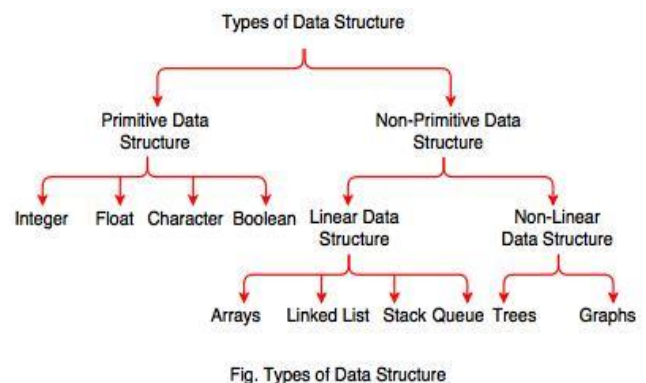 Types of Data Structure
Primitive Data
Structure
Non-Primitive Data
Structure
Integer Float Character Boolean
Linear Data
Structure
Non-Linear
Data Structure
Arrays Linked List Stack Queue Trees Graphs
Fig. Types of Data Structure